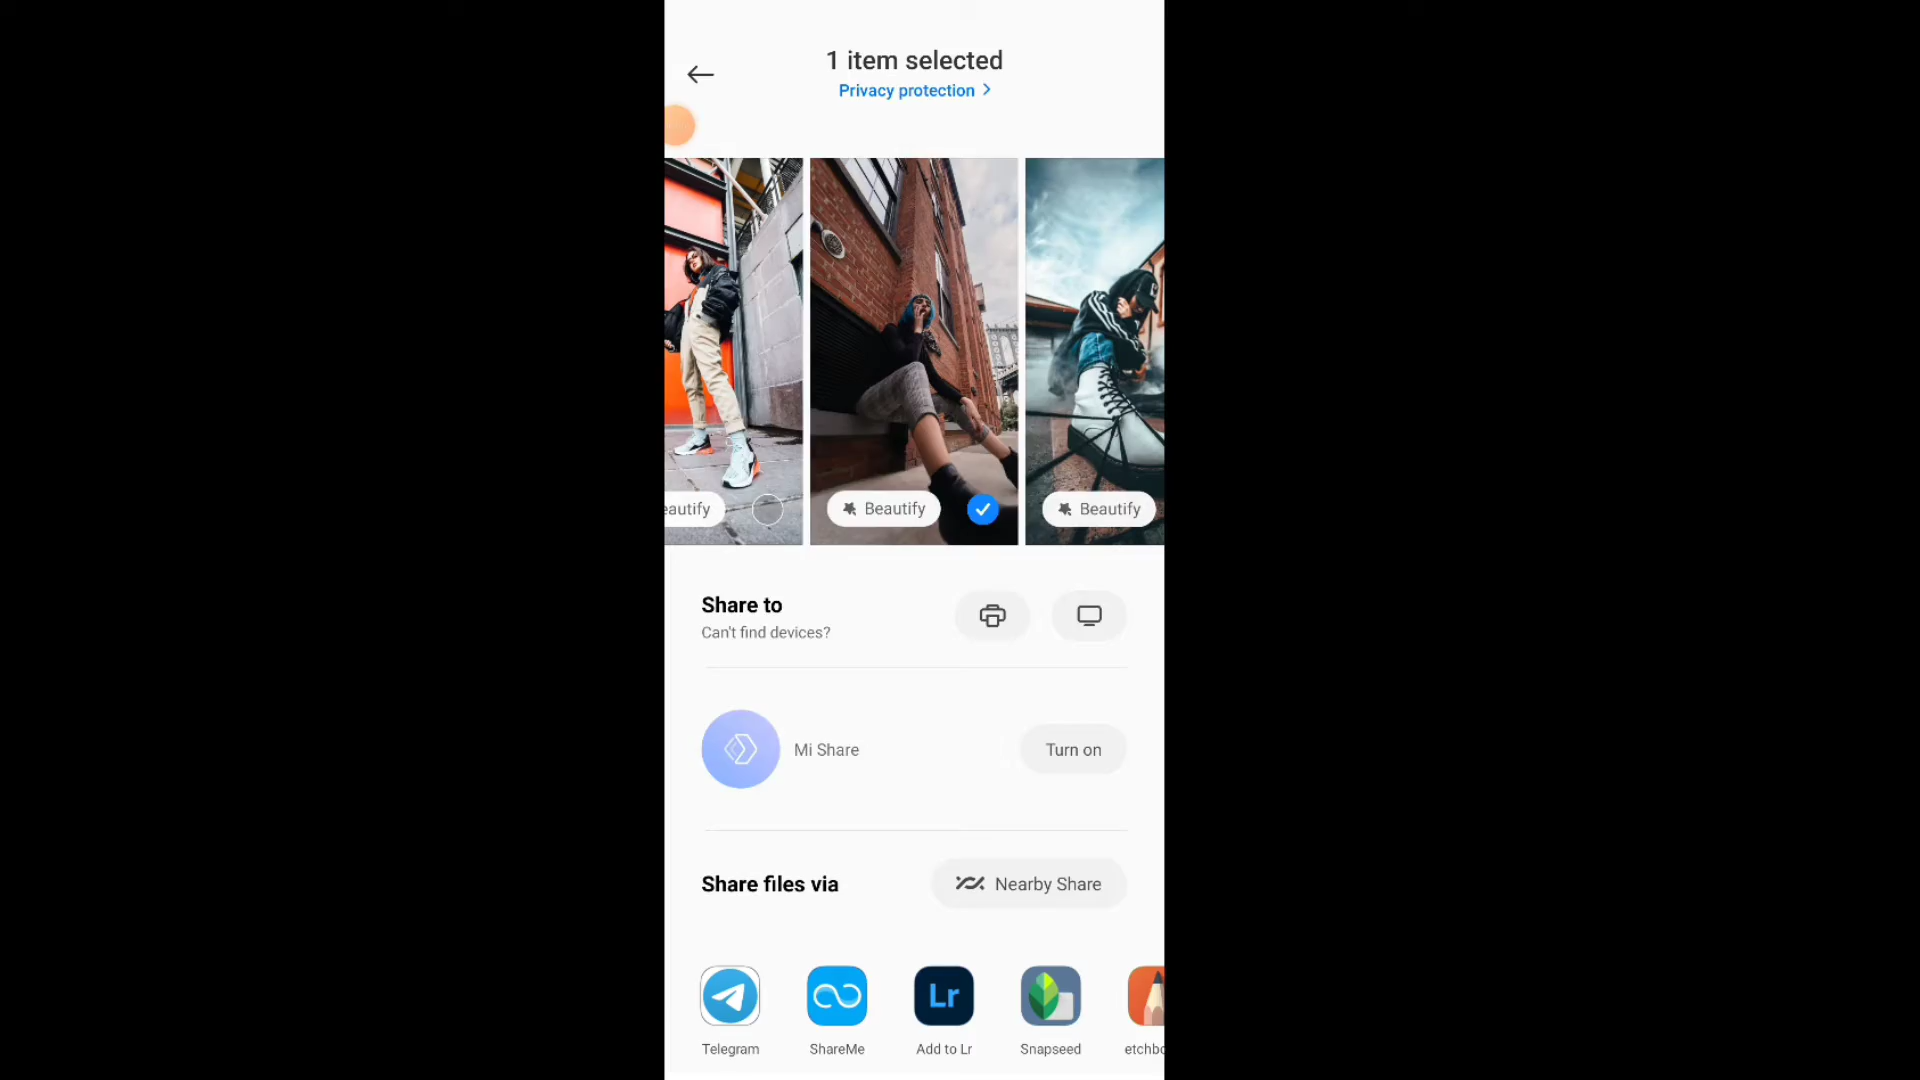 1 item selected
Privacy protection
eautify
Beautify
Beautify
Share to
Can't find devices?
Mi Share
Turn on
Share files via
Nearby Share
Lr
Telegram
ShareMe
Add to Lr
Snapseed
etchbo